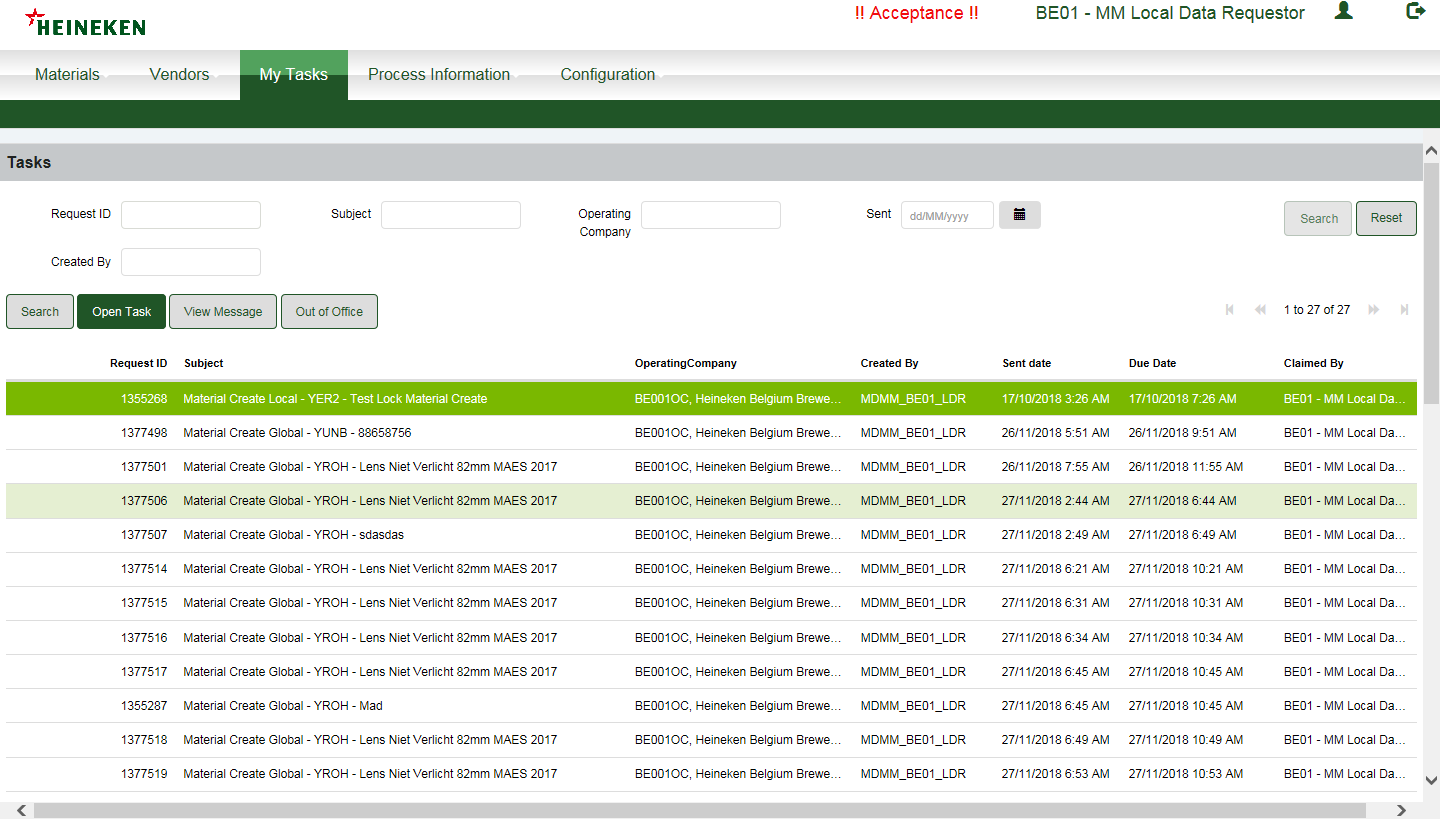 HEINEKEN
!! Acceptance !! BE01 - MM Local Data Requestor
Materials Vendors My Tasks Process Information Configuration
Tasks
Request ID Subject Operating Company Sent dd/MM/yyyy Search Reset
Created By
Search Open Task View Message Out of Office 1 to 27 of 27
Request ID Subject OperatingCompany Created By Sent date Due Date Claimed By
1355268 Material Create Local - YER2 - Test Lock Material Create BE001OC, Heineken Belgium Brewe... MDMM_BE01_LDR 17/10/2018 3:26 AM 17/10/2018 7:26 AM BE01 - MM Local Da...
1377498 Material Create Global - YUNB - 88658756 BE001OC, Heineken Belgium Brewe... MDMM_BE01_LDR 26/11/2018 5:51 AM 26/11/2018 9:51 AM BE01 - MM Local Da...
1377501 Material Create Global - YROH - Lens Niet Verlicht 82mm MAES 2017 BE001OC, Heineken Belgium Brewe... MDMM_BE01_LDR 26/11/2018 7:55 AM 26/11/2018 11:55 AM BE01 - MM Local Da...
1377506 Material Create Global - YROH - Lens Niet Verlicht 82mm MAES 2017 BE001OC, Heineken Belgium Brewe... MDMM_BE01_LDR 27/11/2018 2:44 AM 27/11/2018 6:44 AM BE01 - MM Local Da...
1377507 Material Create Global - YROH - sdasdas BE001OC, Heineken Belgium Brewe... MDMM_BE01_LDR 27/11/2018 2:49 AM 27/11/2018 6:49 AM BE01 - MM Local Da...
1377514 Material Create Global - YROH - Lens Niet Verlicht 82mm MAES 2017 BE001OC, Heineken Belgium Brewe... MDMM_BE01_LDR 27/11/2018 6:21 AM 27/11/2018 10:21 AM BE01 - MM Local Da...
1377515 Material Create Global - YROH - Lens Niet Verlicht 82mm MAES 2017 BE001OC, Heineken Belgium Brewe... MDMM_BE01_LDR 27/11/2018 6:31 AM 27/11/2018 10:31 AM BE01 - MM Local Da...
1377516 Material Create Global - YROH - Lens Niet Verlicht 82mm MAES 2017 BE001OC, Heineken Belgium Brewe... MDMM_BE01_LDR 27/11/2018 6:34 AM 27/11/2018 10:34 AM BE01 - MM Local Da...
1377517 Material Create Global - YROH - Lens Niet Verlicht 82mm MAES 2017 BE001OC, Heineken Belgium Brewe... MDMM_BE01_LDR 27/11/2018 6:45 AM 27/11/2018 10:45 AM BE01 - MM Local Da...
1355287 Material Create Global - YROH - Mad BE001OC, Heineken Belgium Brewe... MDMM_BE01_LDR 27/11/2018 6:45 AM 27/11/2018 10:45 AM BE01 - MM Local Da...
1377518 Material Create Global - YROH - Lens Niet Verlicht 82mm MAES 2017 BE001OC, Heineken Belgium Brewe... MDMM_BE01_LDR 27/11/2018 6:49 AM 27/11/2018 10:49 AM BE01 - MM Local Da...
1377519 Material Create Global - YROH - Lens Niet Verlicht 82mm MAES 2017 BE001OC, Heineken Belgium Brewe... MDMM_BE01_LDR 27/11/2018 6:53 AM 27/11/2018 10:53 AM BE01 - MM Local Da...